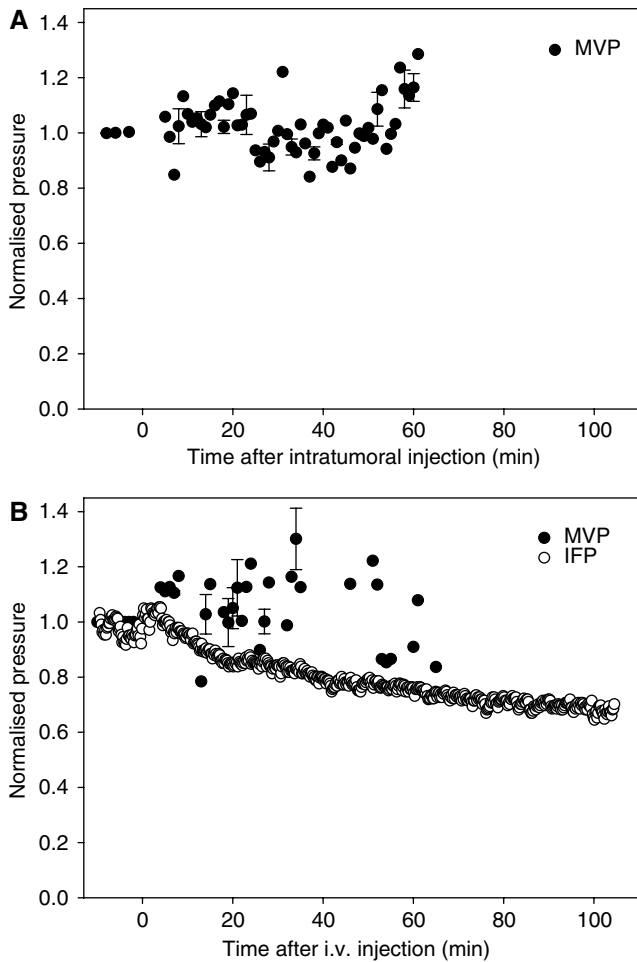 A
1.4
MVP
1.2
1.0
0.8
0.6
0.4
0.2
0.0
Normalised pressure
0 20 40 60 80 100
Time after intratumoral injection (min)
B
1.4
MVP
IFP
1.2
1.0
0.8
0.6
0.4
0.2
0.0
Normalised pressure
0 20 40 60 80 100
Time after i.v. injection (min)